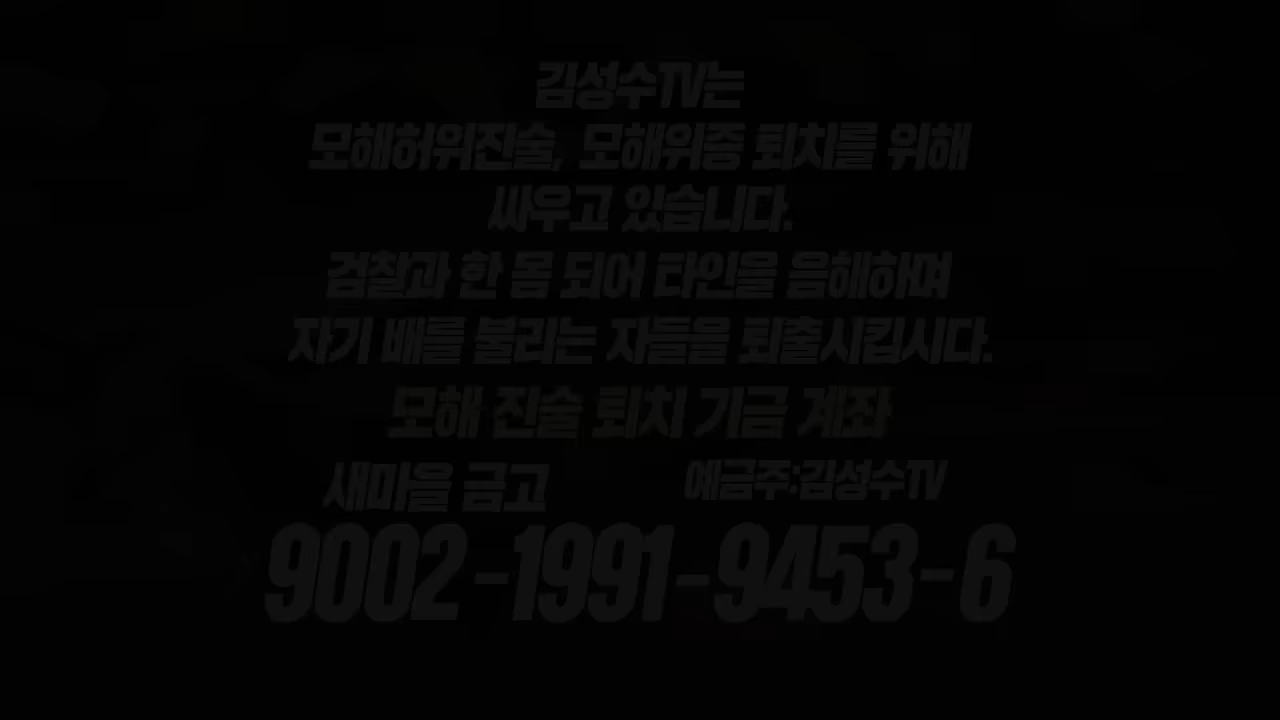 김성수TV는
모해허위진술, 모해위증 퇴치를 위해
싸우고 있습니다.
검찰과 한 몸 되어 타인을 음해하며
자기 배를 불리는 자들을 퇴출시킵시다.
모해 진술 퇴치 기금 계좌
새마을 금고 예금주:김성수TV
9002-1991-9453-6